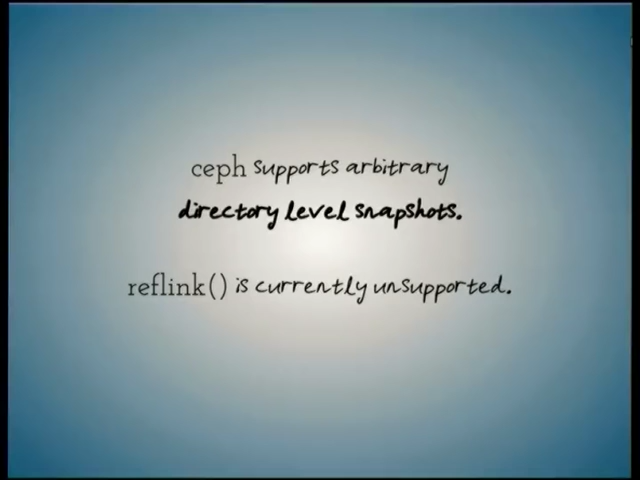 ceph supports arbitrary
directory level snapshots.
reflink() is currently unsupported.